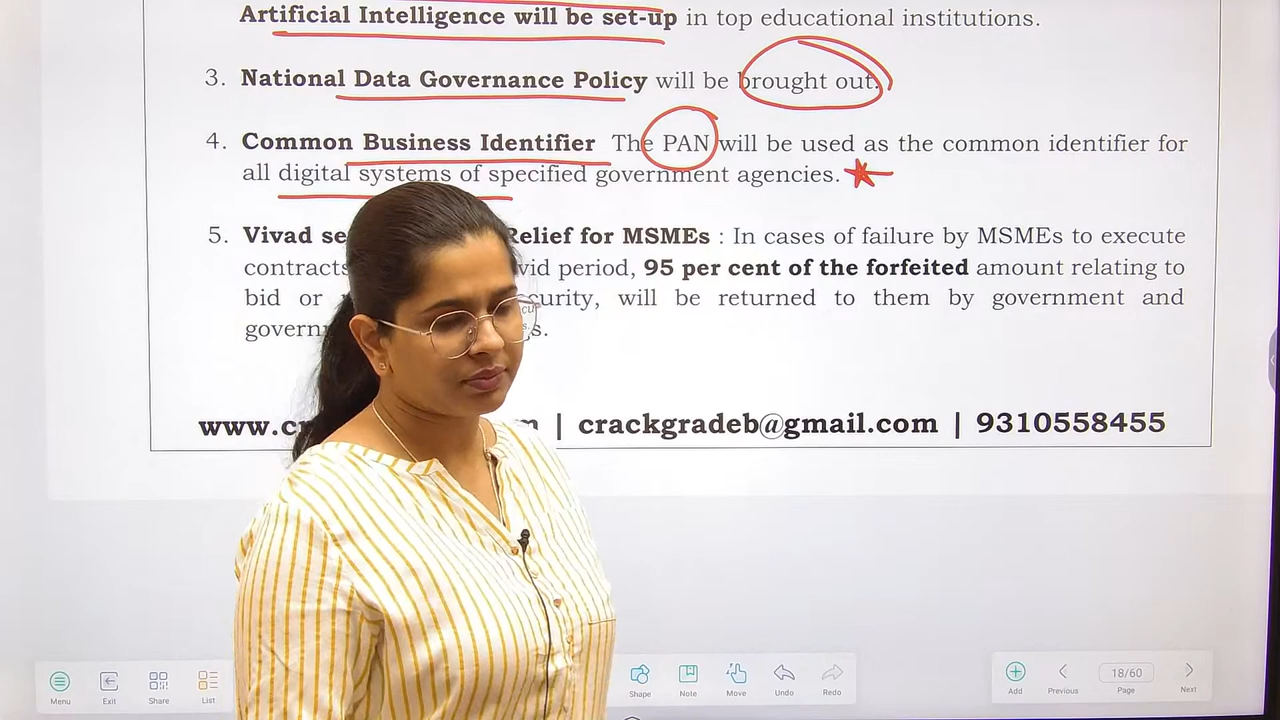 Artificial Intelligence will be set-up in top educational institutions.
3. National Data Governance Policy will be brought out.
4. Common Business Identifier The PAN will be used as the common identifier for
all digital systems of specified government agencies.
5. Vivad se Relief for MSMEs : In cases of failure by MSMEs to execute
contracts period, 95 per cent of the forfeited amount relating to
bid or will be returned to them by government and
| crackgradeb@gmail.com | 9310558455
Menu Exit Share List Shape Note Move Undo Redo Add Previous 18/60 Page Next